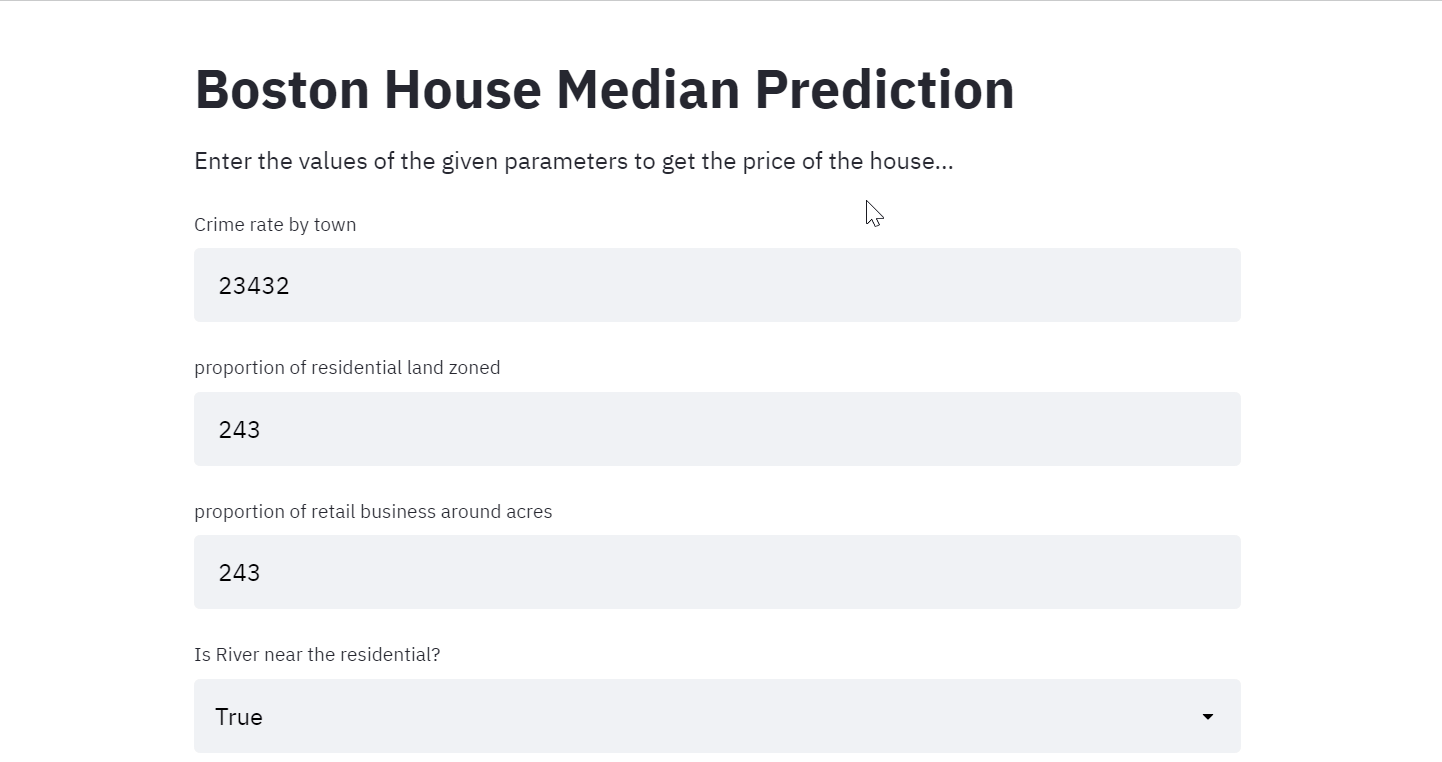 Boston House Median Prediction
Enter the values of the given parameters to get the price of the house...
Crime rate by town
23432
proportion of residential land zoned
243
proportion of retail business around acres
243
Is River near the residential?
True